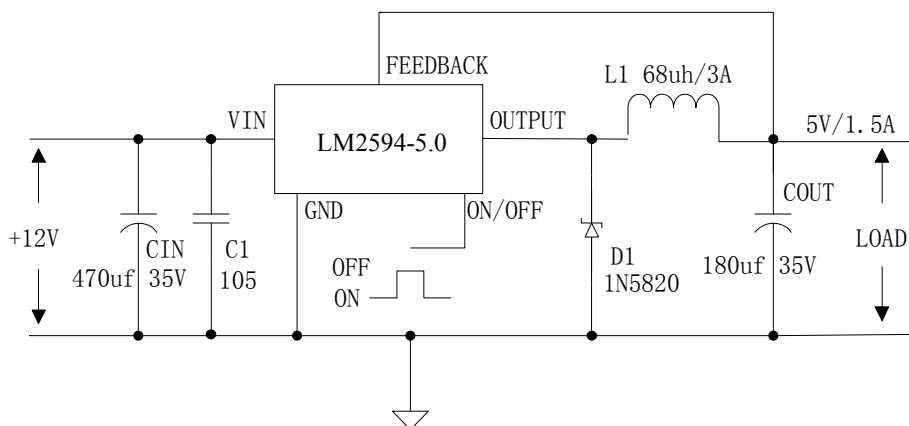 FEEDBACK
L1 68uh/3A
VIN
LM2594-5.0
OUTPUT
5V/1.5A
GND
ON/OFF
COUT
+12V
CIN
C1
OFF
D1
LOAD
470uf 35V
105
ON
1N5820
180uf 35V